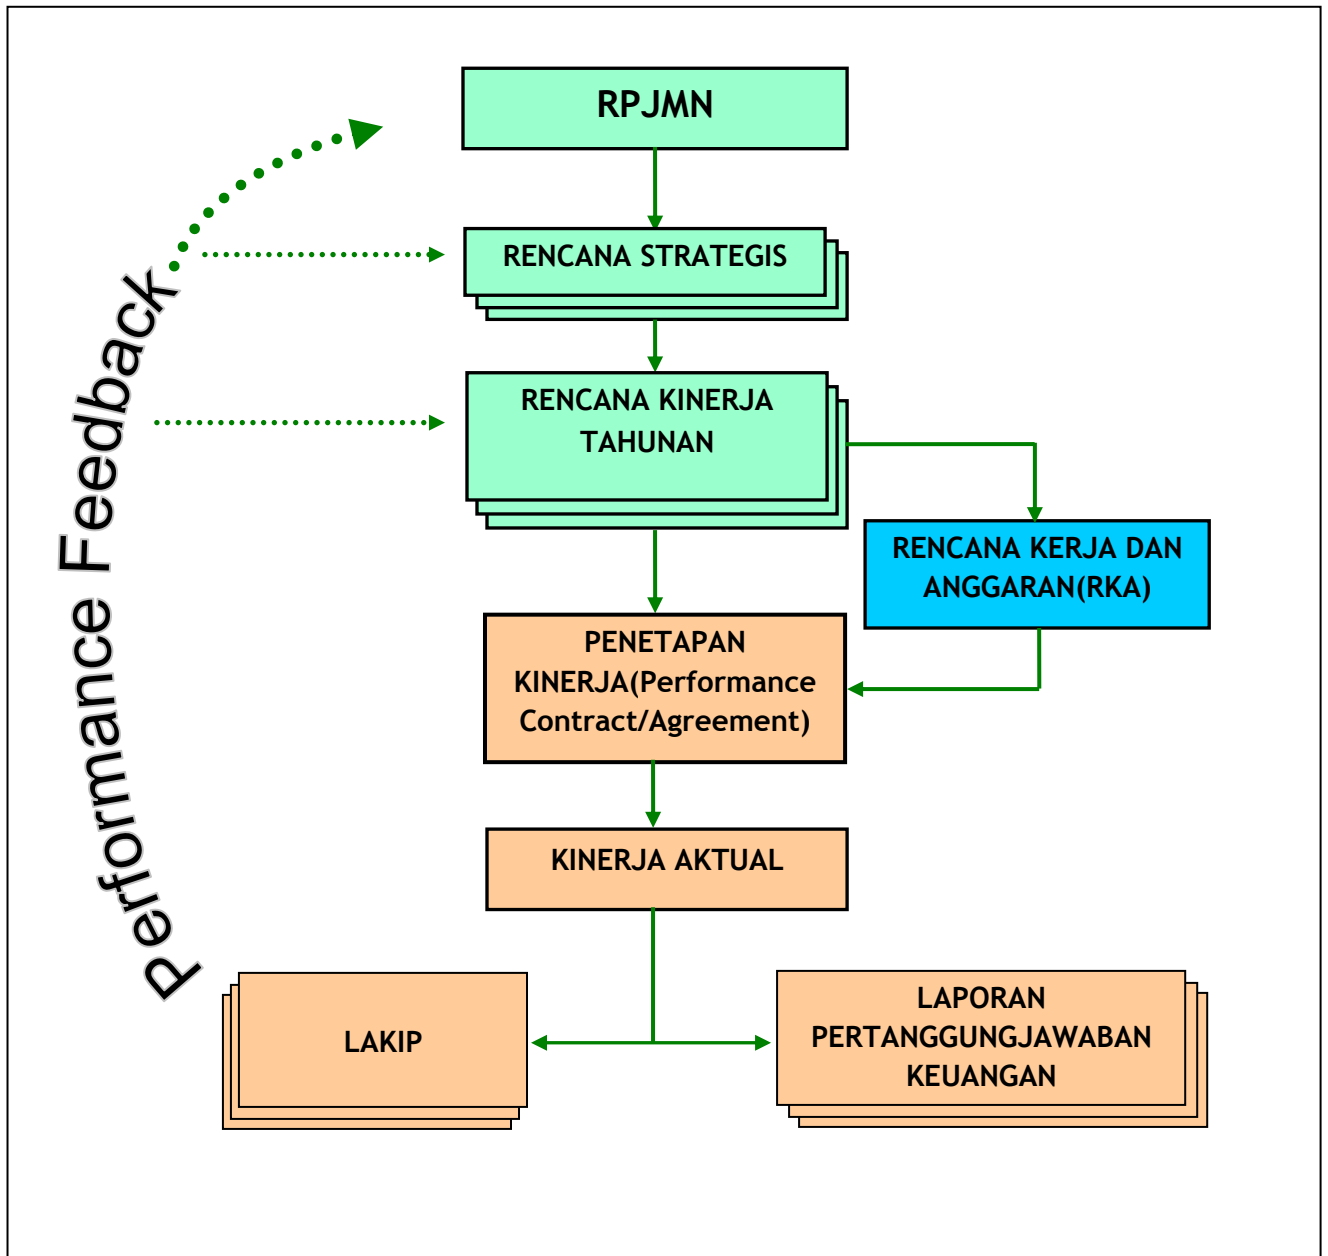 RPJMN
RENCANA STRATEGIS
RENCANA KINERJA
TAHUNAN
RENCANA KERJA DAN
ANGGARAN(RKA)
PENETAPAN
KINERJA(Performance
Contract/Agreement)
KINERJA AKTUAL
LAKIP
LAPORAN
PERTANGGUNGJAWABAN
KEUANGAN
Performance Feedback